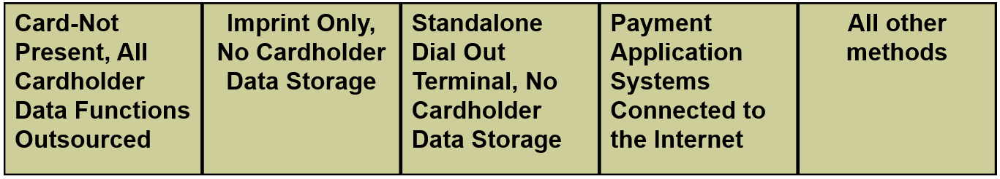 Card-Not
Present, All
Cardholder
Data Functions
Outsourced
Imprint Only,
No Cardholder
Data Storage
Standalone
Dial Out
Terminal, No
Cardholder
Data Storage
Payment
Application
Systems
Connected to
the Internet
All other
methods